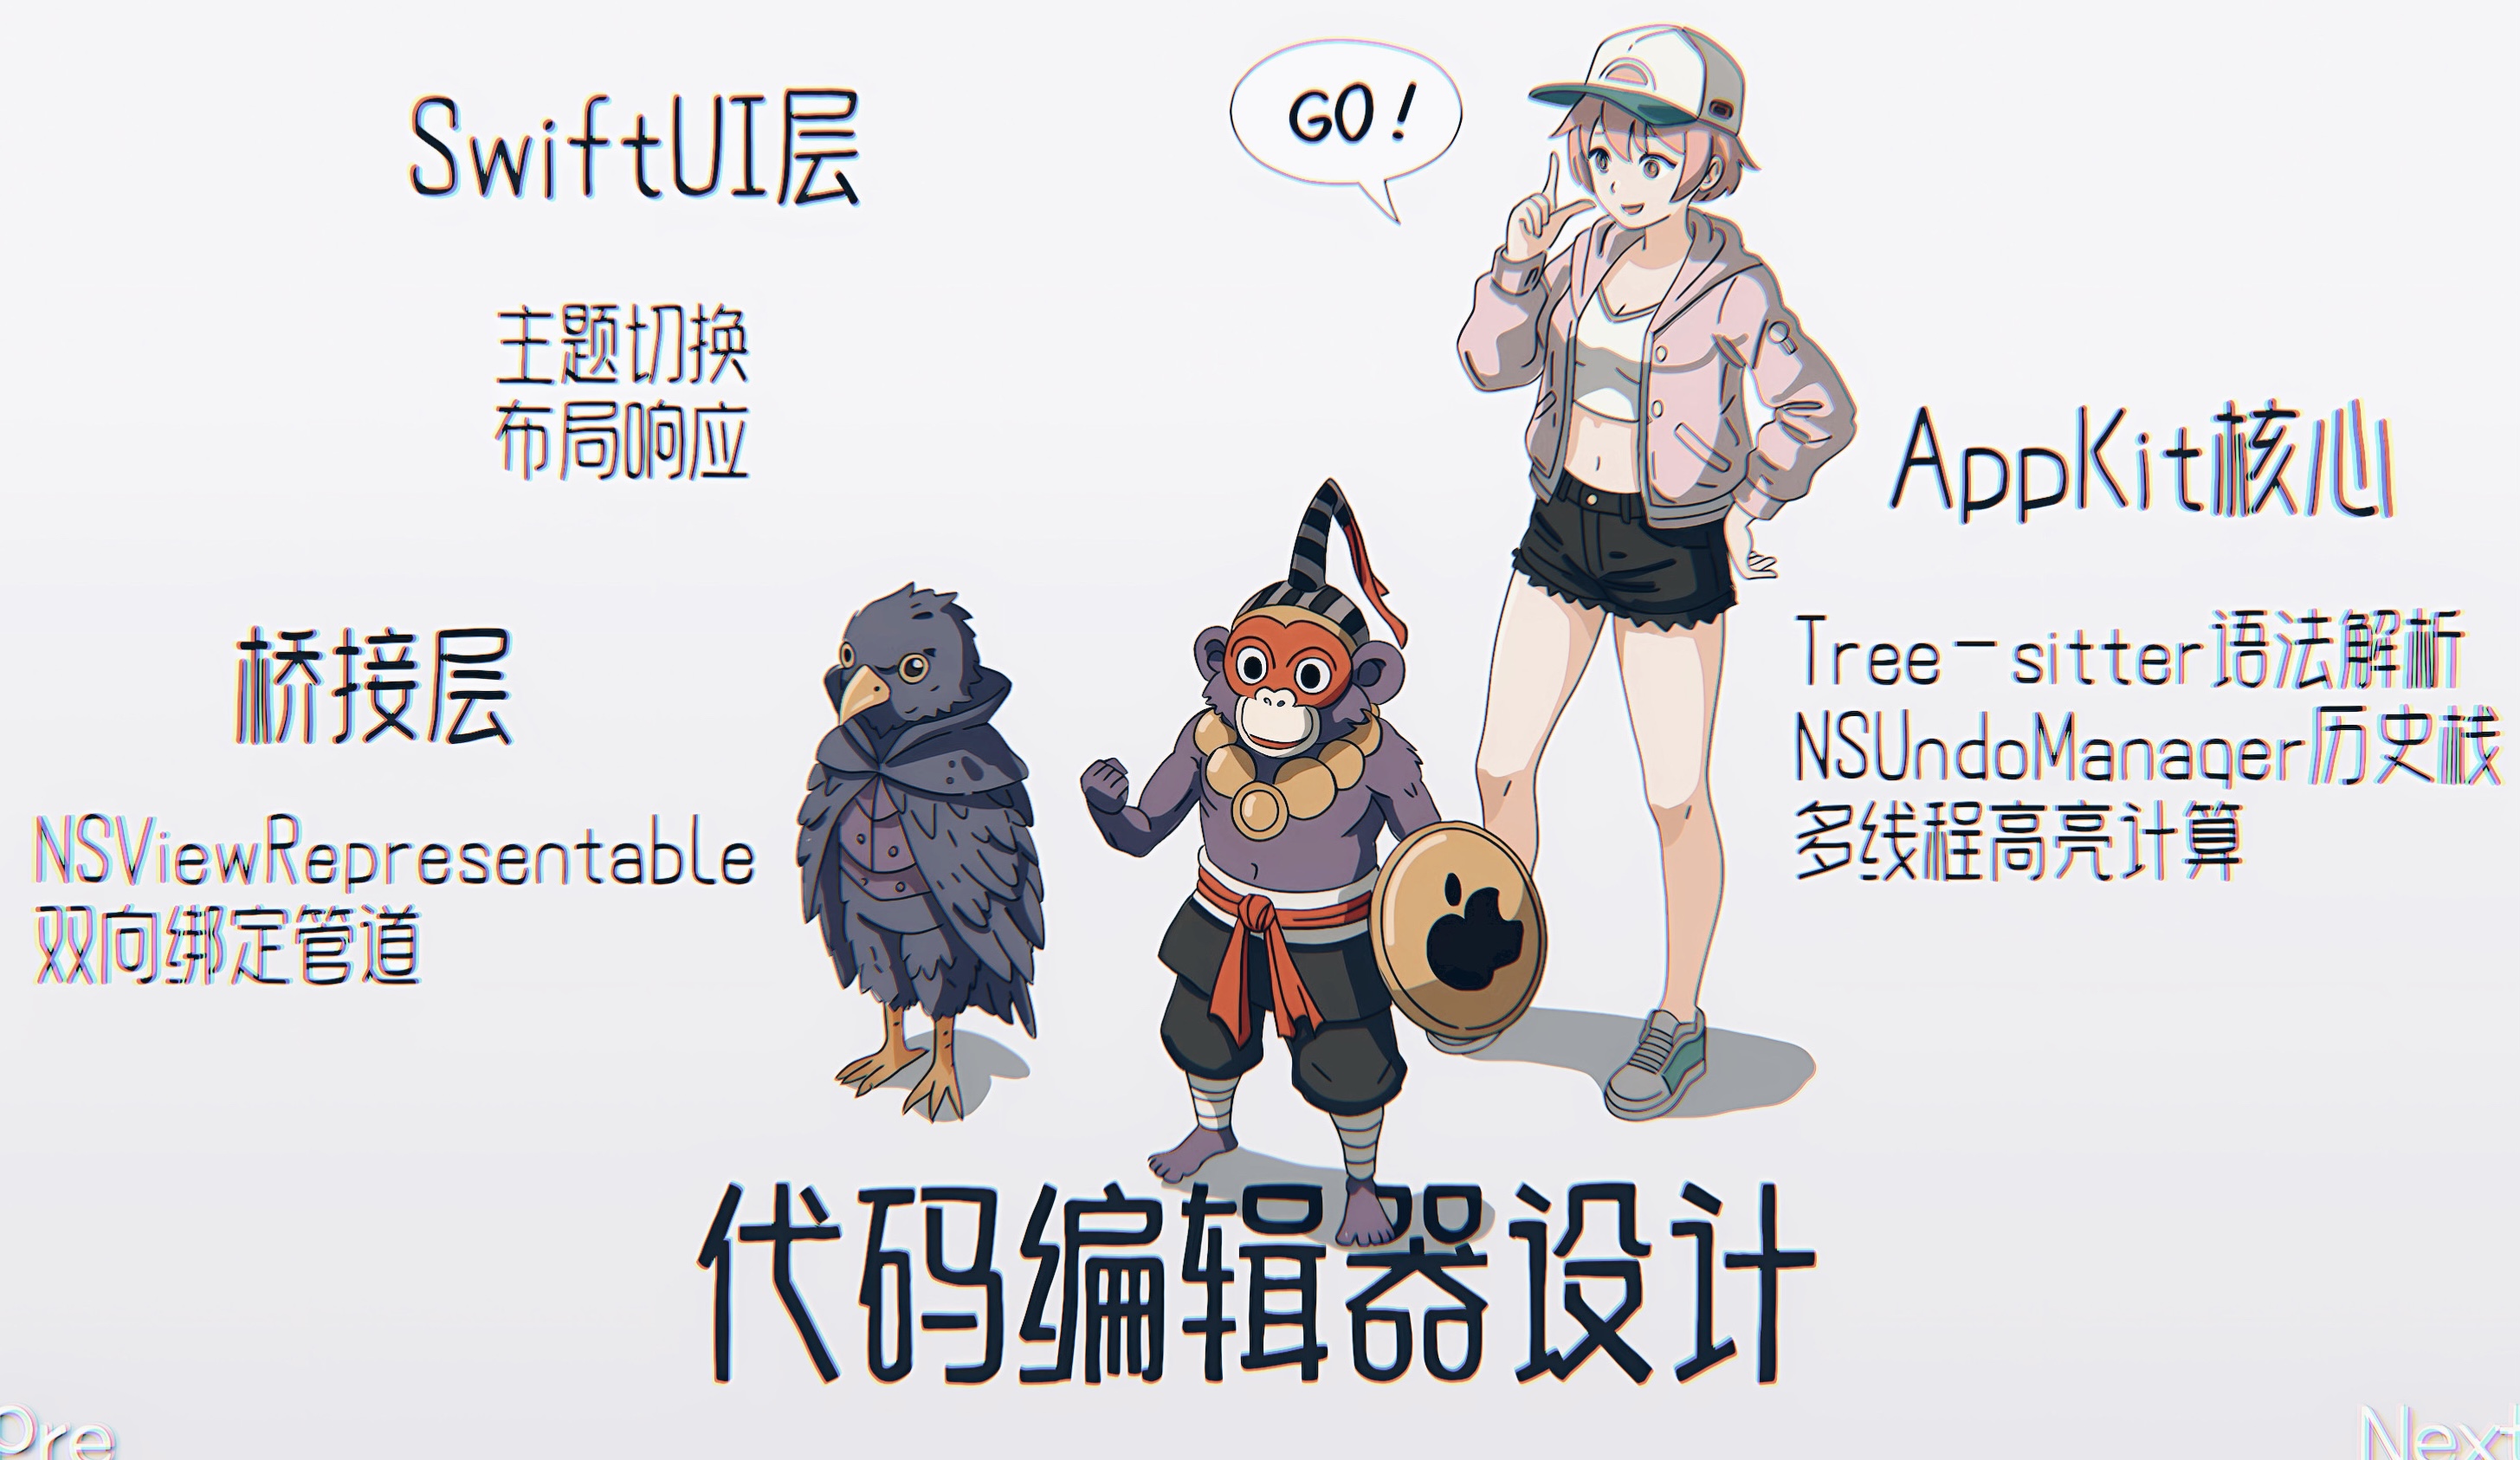 GO!
SwiftUI层
主题切换
布局响应
AppKit核心
Tree-sitter语法解析
NSUndoManager历史栈
多线程高亮计算
桥接层
NSViewRepresentable
双向绑定管道
代码编辑器设计
Pre
Next